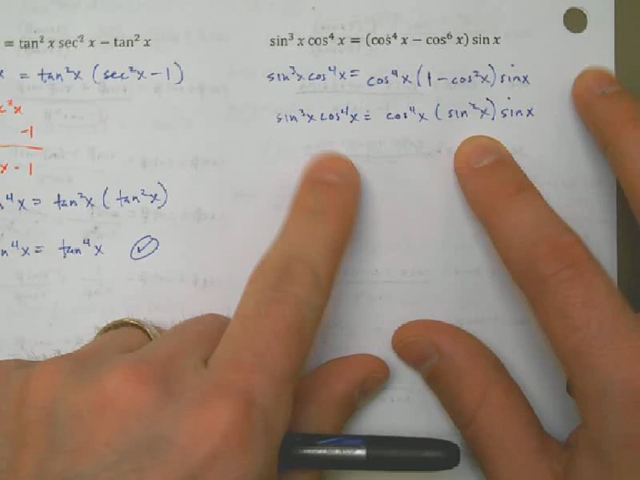 = tan² x sec² x − tan² x
x = tan²x (sec²x − 1)
c²x
−1
x − 1
⁴x = tan²x (tan²x)
n⁴x = tan⁴x
sin³ x cos⁴ x = (cos⁴ x − cos⁶ x) sin x
sin³x cos⁴x = cos⁴x (1 − cos²x) sinx
sin³x cos⁴x = cos⁴x (sin²x) sinx